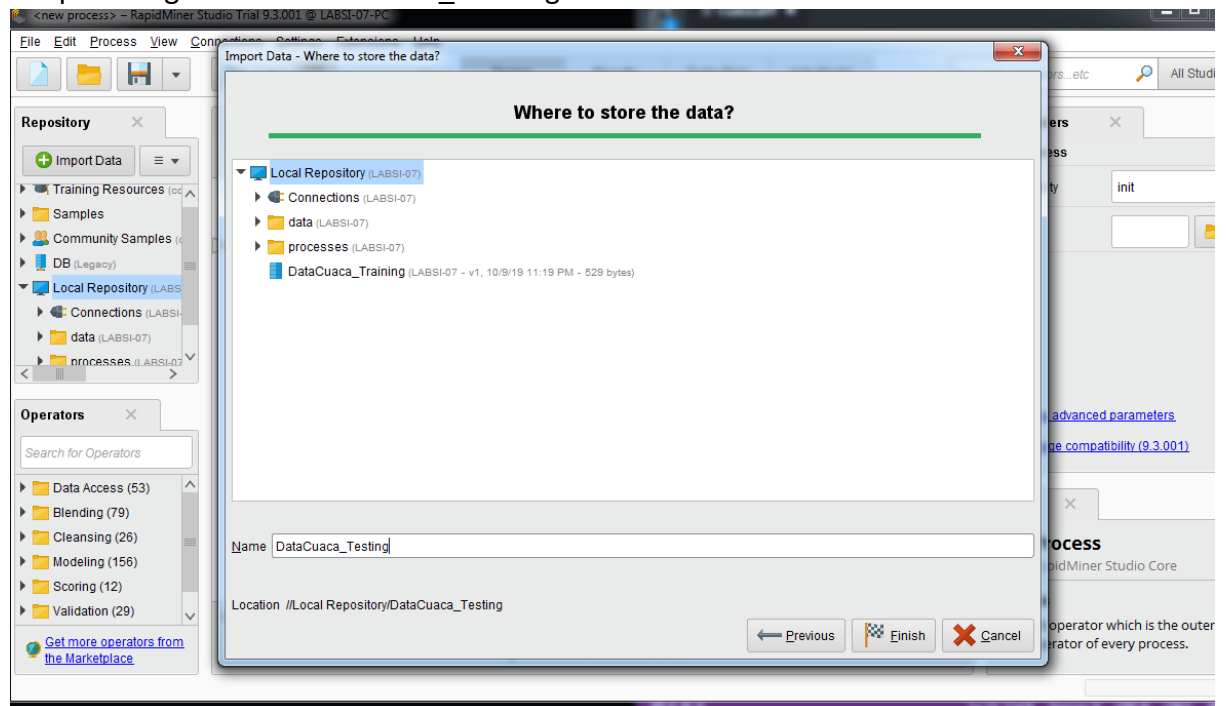 <new process> – RapidMiner Studio Trial 9.3.001 @ LABSI-07-PC
File Edit Process View
Import Data - Where to store the data?
All Studi
Repository
Import Data
Training Resources
Samples
Community Samples
DB (Legacy)
Local Repository (LABS
Connections (LABSI-
data (LABSI-07)
processes (LABSI-07
Where to store the data?
Local Repository (LABSI-07)
Connections (LABSI-07)
data (LABSI-07)
processes (LABSI-07)
DataCuaca_Training (LABSI-07 - v1, 10/9/19 11:19 PM - 529 bytes)
init
Operators
Search for Operators
Data Access (53)
Blending (79)
Cleansing (26)
Modeling (156)
Scoring (12)
Validation (29)
Get more operators from
the Marketplace
Name DataCuaca_Testing
Location //Local Repository/DataCuaca_Testing
Previous Finish Cancel
advanced parameters
compatibility (9.3.001)
ocess
pidMiner Studio Core
operator which is the outer
erator of every process.